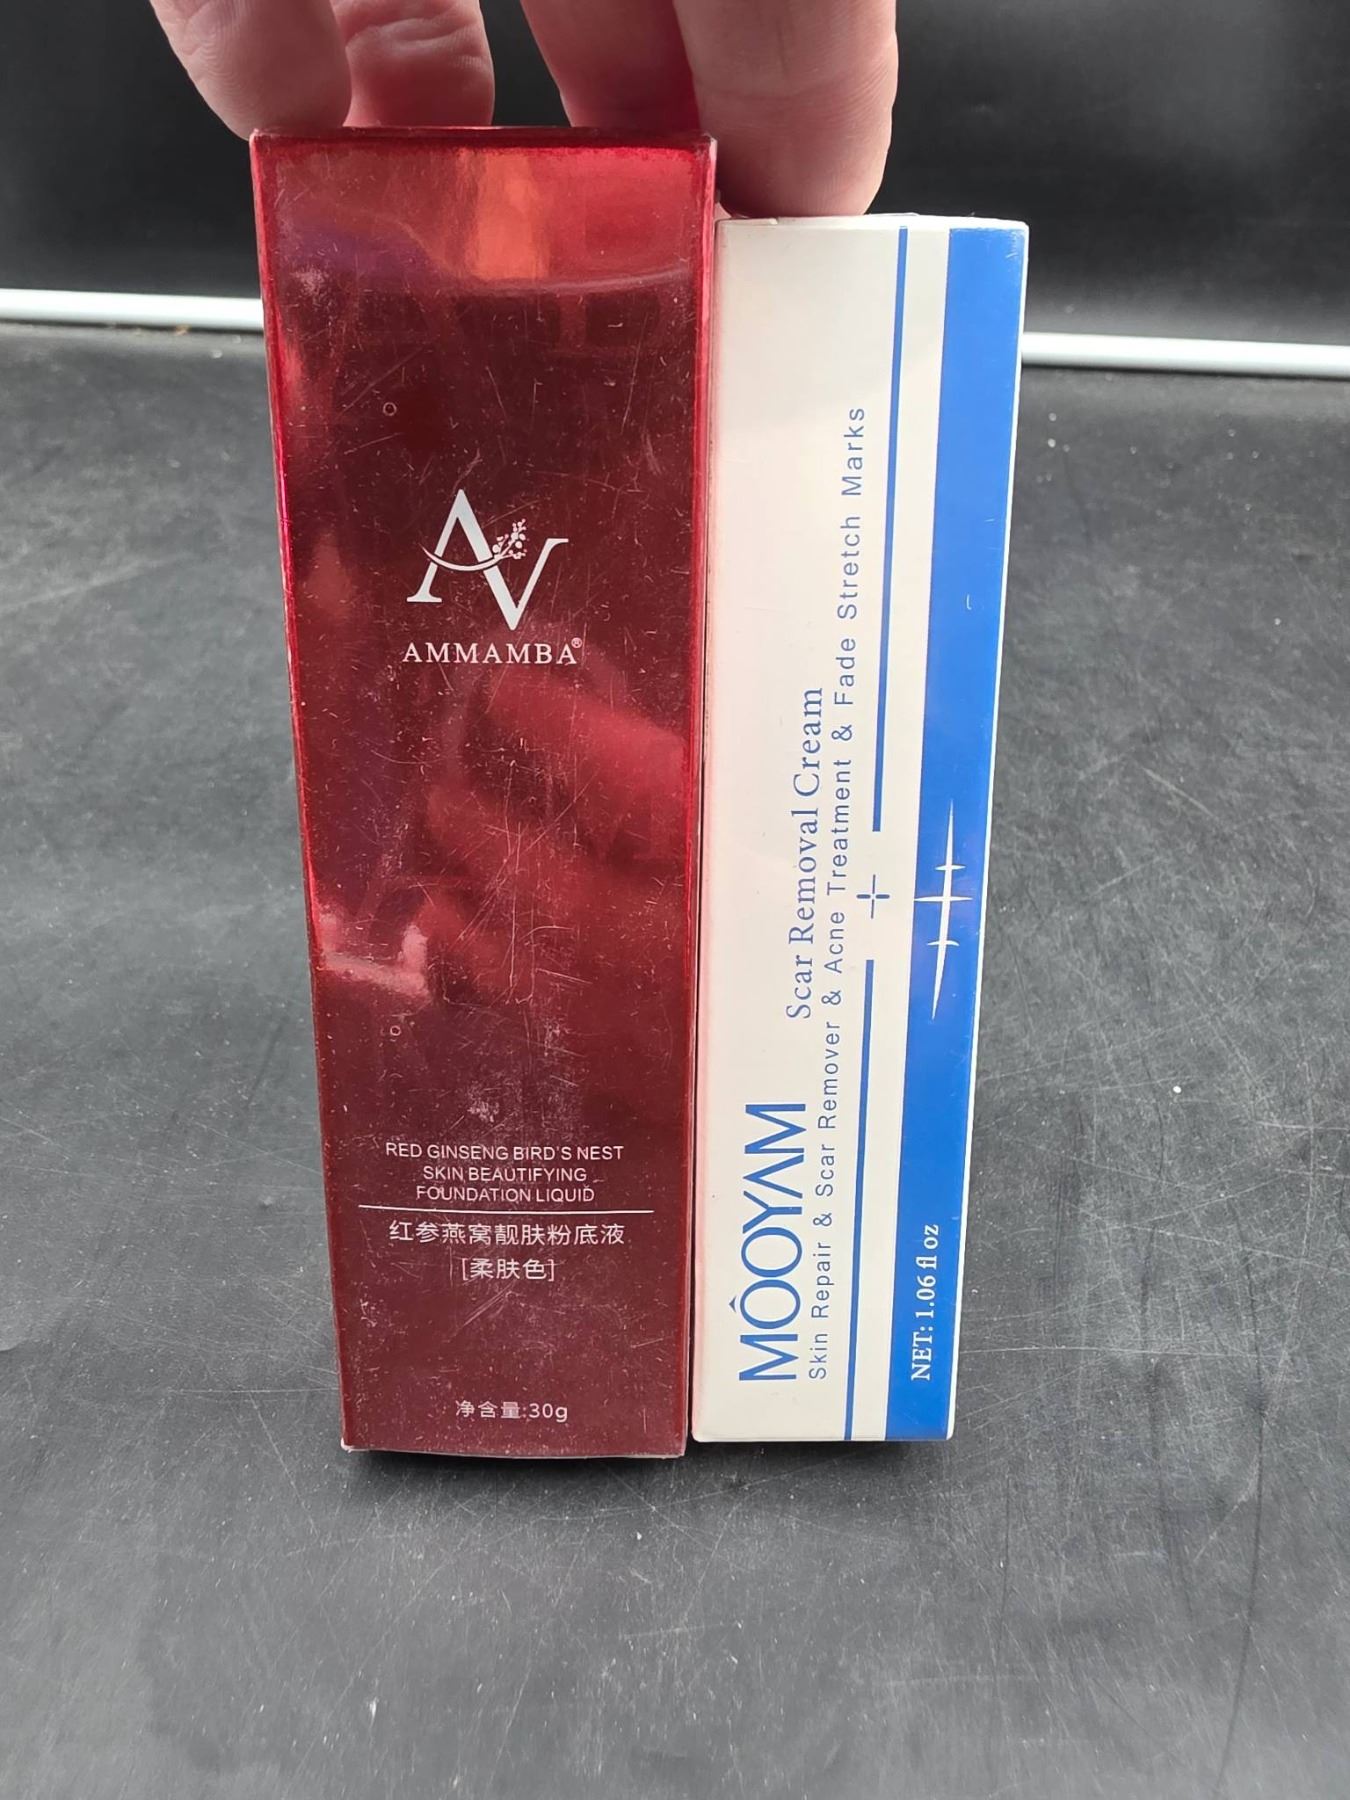 AV
AMMAMBA®
RED GINSENG BIRD'S NEST
SKIN BEAUTIFYING
FOUNDATION LIQUID
红参燕窝靓肤粉底液
[柔肤色]
净含量:30g
MÔOYAM
Scar Removal Cream
Skin Repair & Scar Remover & Acne Treatment & Fade Stretch Marks
NET: 1.06 fl oz